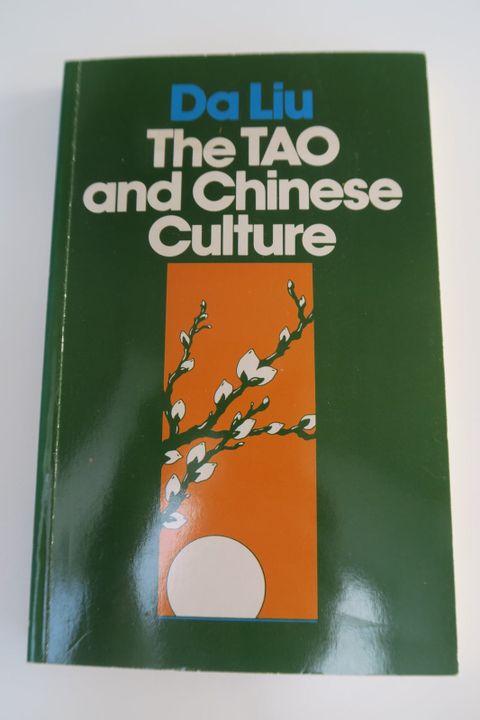 Da Liu
The TAO
and Chinese
Culture